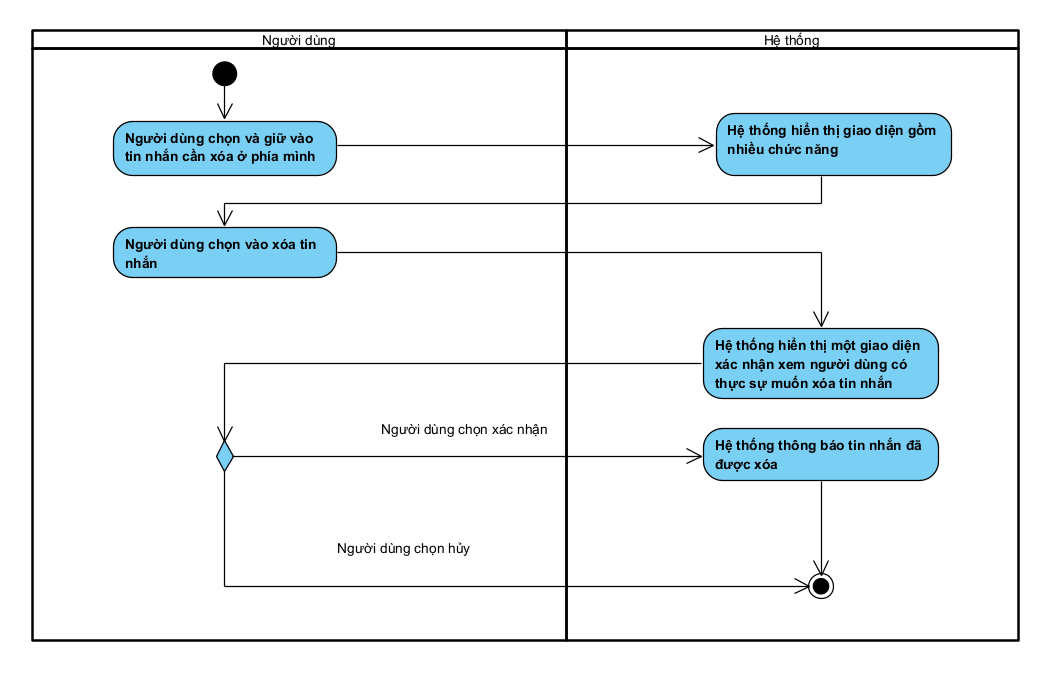 Người dùng
Hệ thống
Người dùng chọn và giữ vào
tin nhắn cần xóa ở phía mình
Hệ thống hiển thị giao diện gồm
nhiều chức năng
Người dùng chọn vào xóa tin
nhắn
Hệ thống hiển thị một giao diện
xác nhận xem người dùng có
thực sự muốn xóa tin nhắn
Người dùng chọn xác nhận
Hệ thống thông báo tin nhắn đã
được xóa
Người dùng chọn hủy